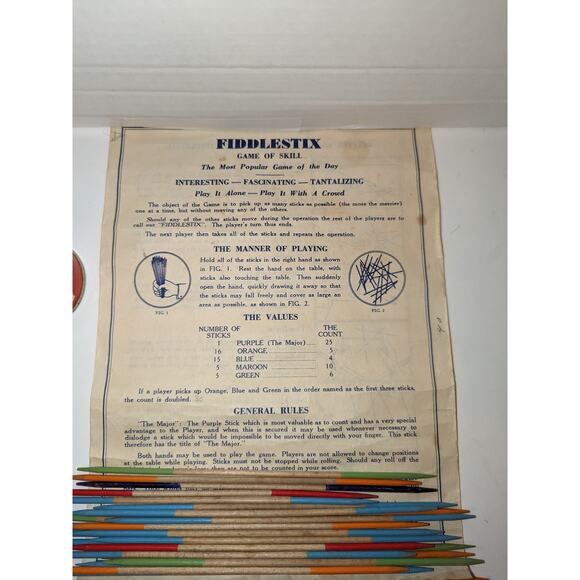 FIDDLESTIX
GAME OF SKILL
The Most Popular Game of the Day
INTERESTING — FASCINATING — TANTALIZING
Play It Alone — Play It With A Crowd
The object of the Game is to pick up as many sticks as possible (the more the merrier)
one at a time, but without moving any of the others.
Should any of the other sticks move during the operation the rest of the players are to
call out "FIDDLESTIX". The player's turn thus ends.
The next player then takes all of the sticks and repeats the operation.
THE MANNER OF PLAYING
Hold all of the sticks in the right hand as shown
in FIG. 1. Rest the hand on the table, with
sticks also touching the table. Then suddenly
open the hand, quickly drawing it away so that
the sticks may fall freely and cover as large an
area as possible, as shown in FIG. 2.
FIG. 1
FIG. 2
THE VALUES
NUMBER OF STICKS THE COUNT
1 PURPLE (The Major) .... 25
16 ORANGE 5
15 BLUE 4
5 MAROON 10
5 GREEN 6
If a player picks up Orange, Blue and Green in the order named as the first three sticks,
the count is doubled. 30
GENERAL RULES
"The Major": The Purple Stick which is most valuable as to count and has a very special
advantage to the Player, and when this is secured it may be used whenever necessary to
dislodge a stick which would be impossible to be moved directly with your finger. This stick
therefore has the title of "The Major."
Both hands may be used to play the game. Players are not allowed to change positions
at the table while playing. Sticks must not be stopped while rolling. Should any roll off the
they are not to be counted in your score.